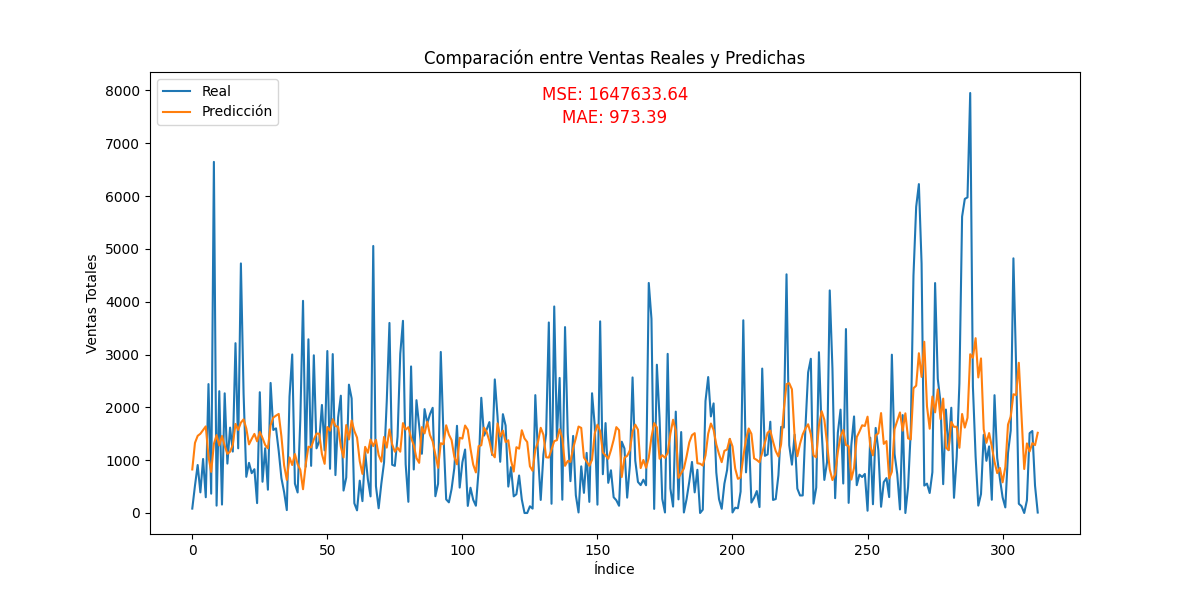 Comparación entre Ventas Reales y Predichas
Real
Predicción
MSE: 1647633.64
MAE: 973.39
Ventas Totales
8000
7000
6000
5000
4000
3000
2000
1000
0
0
50
100
150
200
250
300
Índice